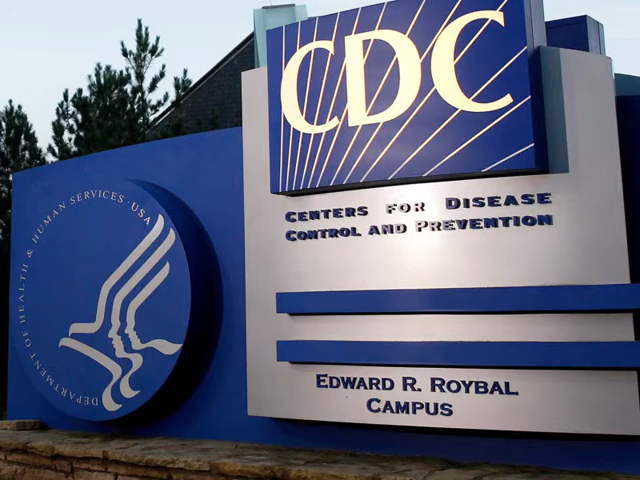 CDC
CENTERS FOR DISEASE
CONTROL AND PREVENTION
EDWARD R. ROYBAL
CAMPUS
DEPARTMENT OF HEALTH & HUMAN SERVICES · USA